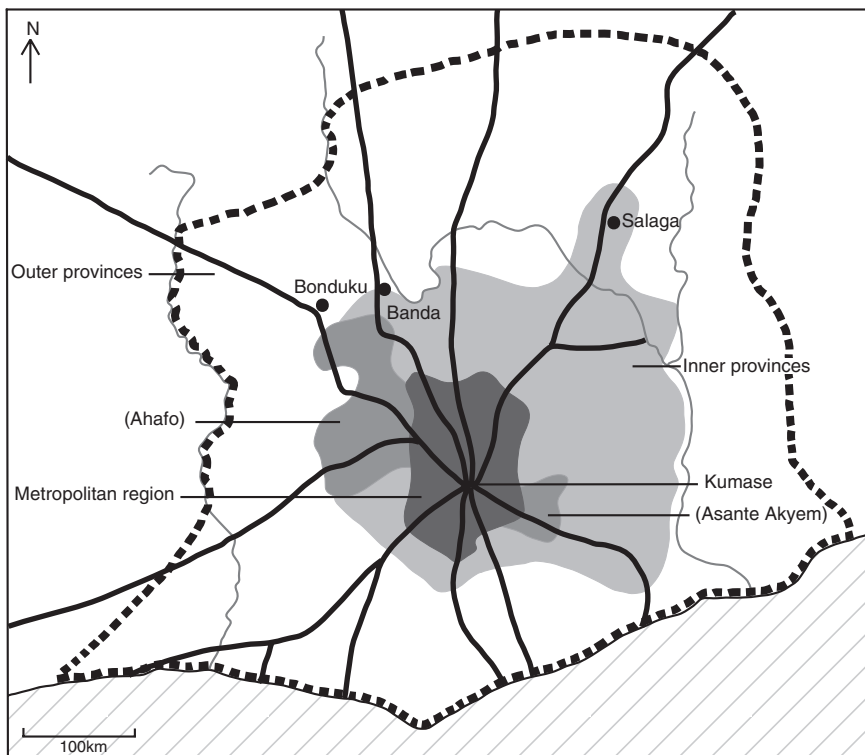 N
Salaga
Outer provinces
Bonduku
Banda
Inner provinces
(Ahafo)
Metropolitan region
Kumase
(Asante Akyem)
100km